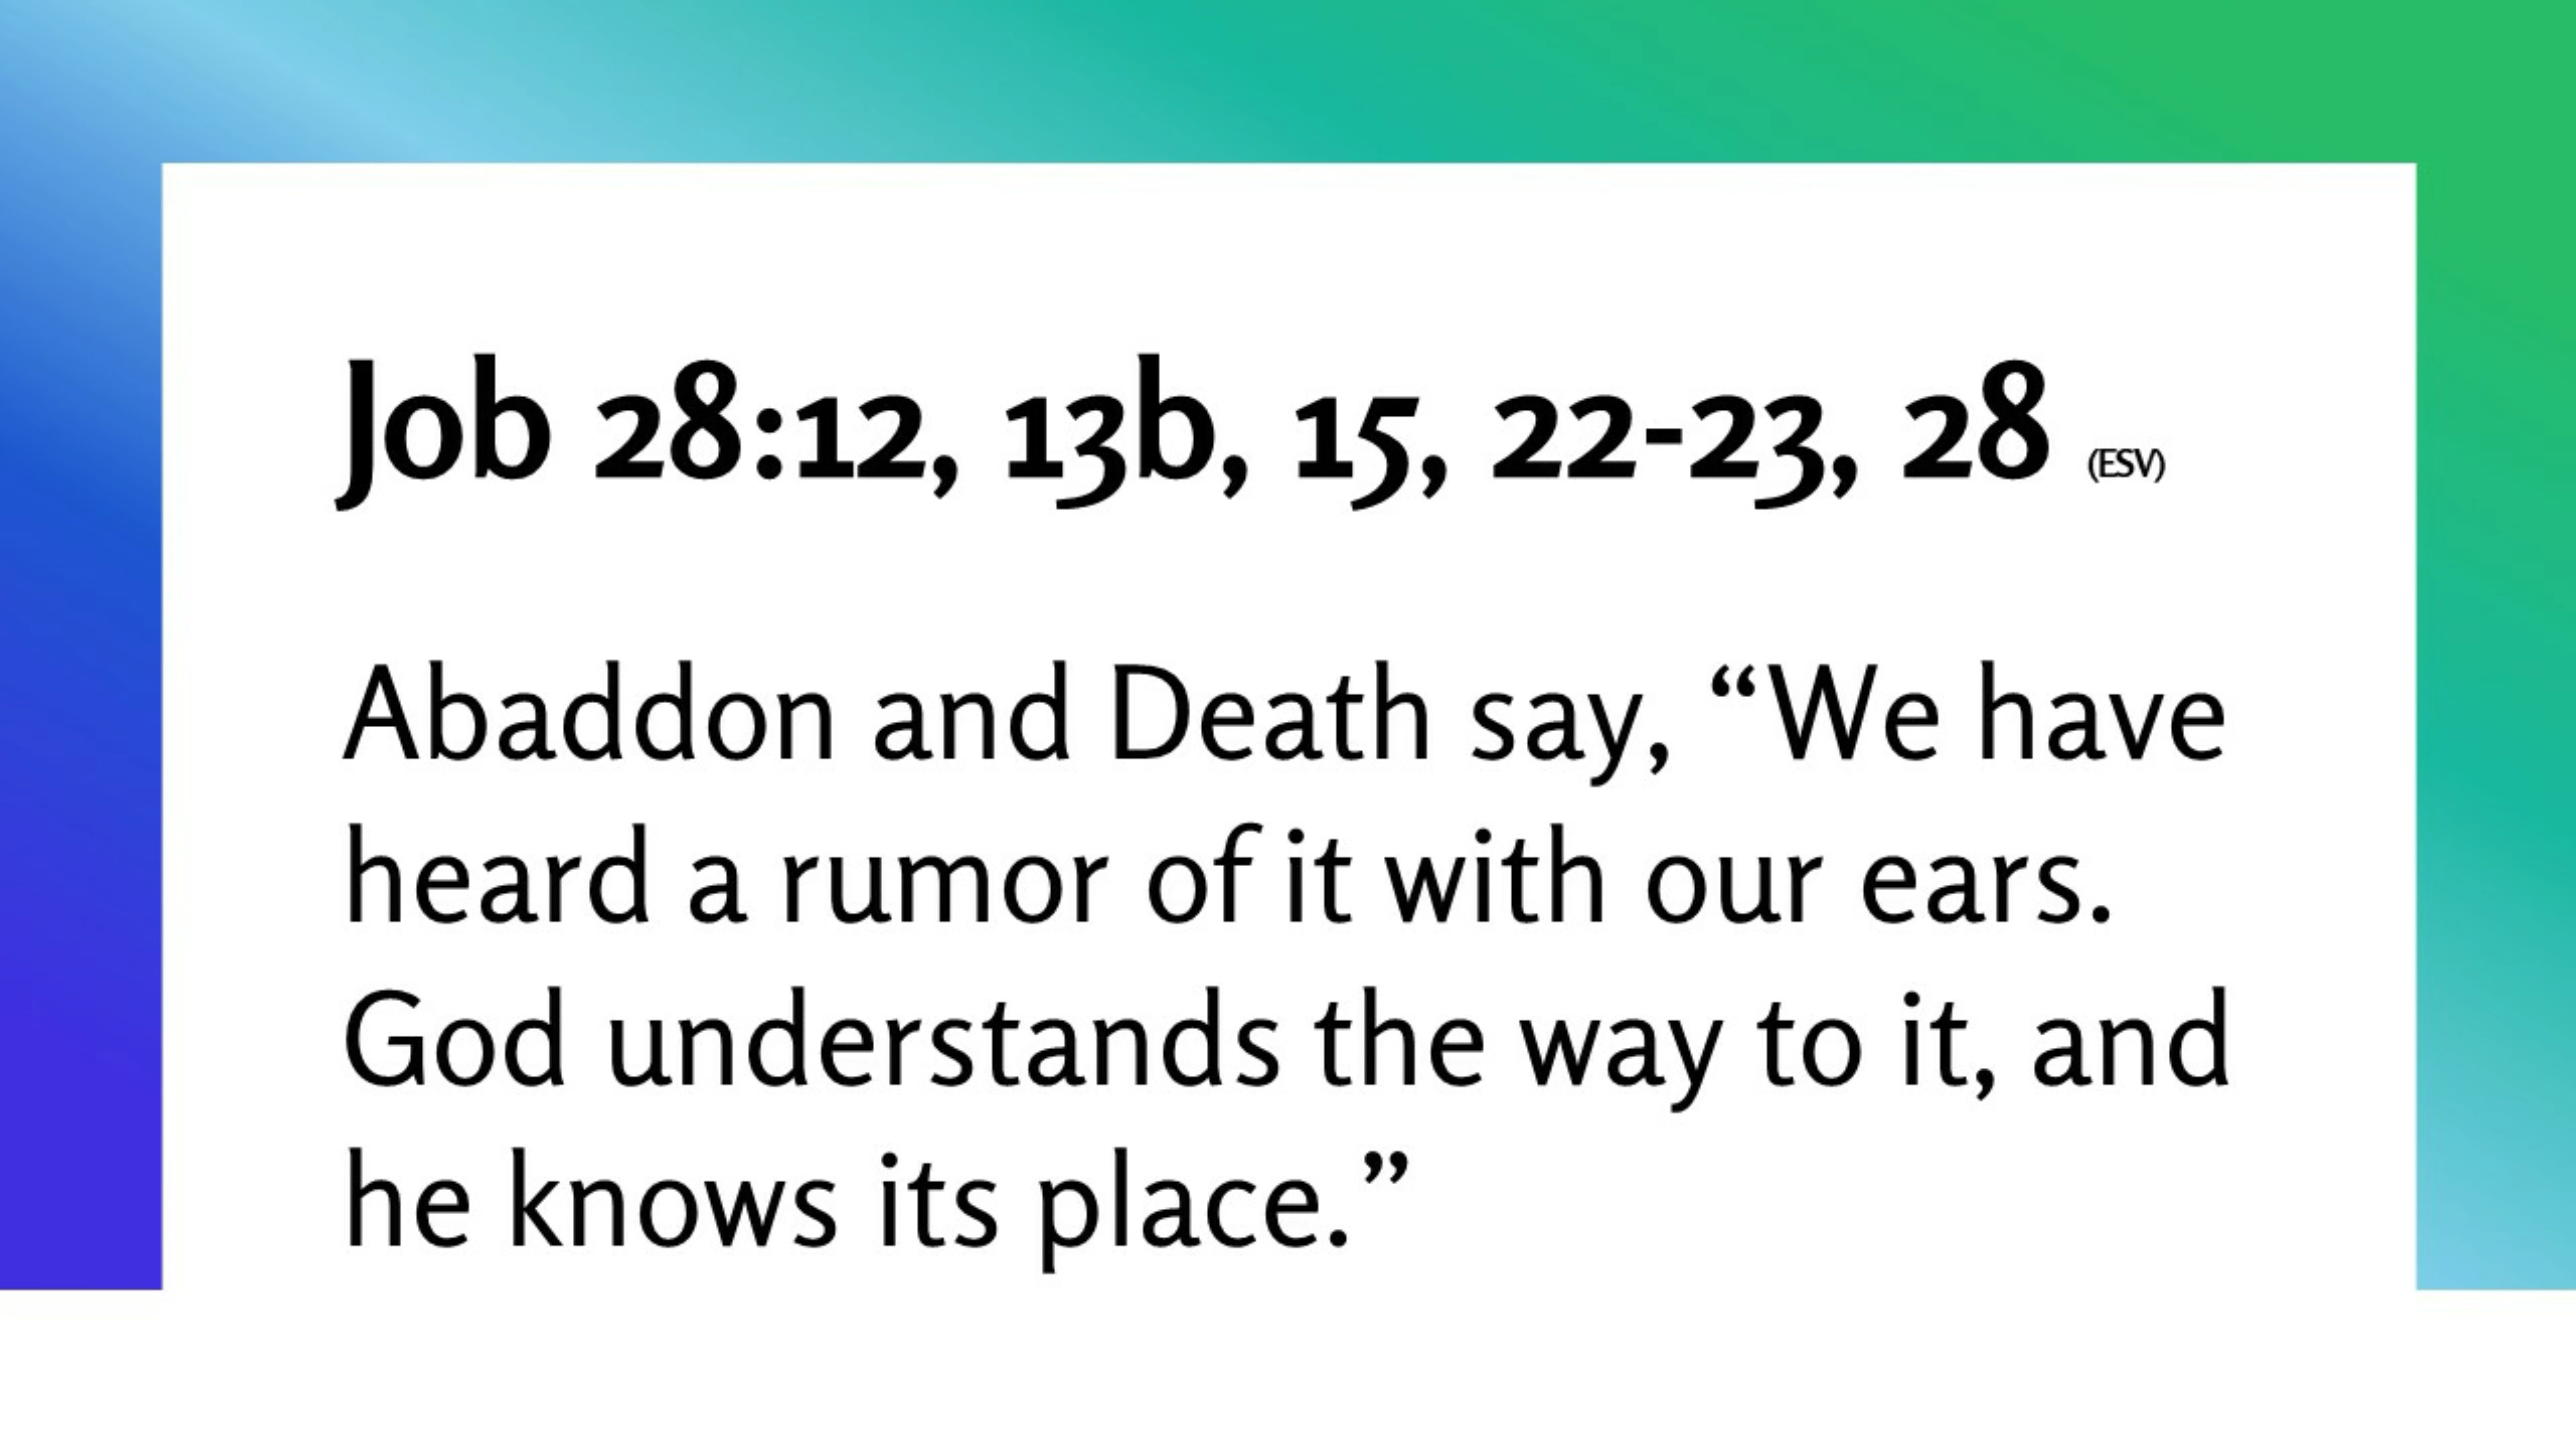 Job 28:12, 13b, 15, 22-23, 28 (ESV)
Abaddon and Death say, “We have
heard a rumor of it with our ears.
God understands the way to it, and
he knows its place.”